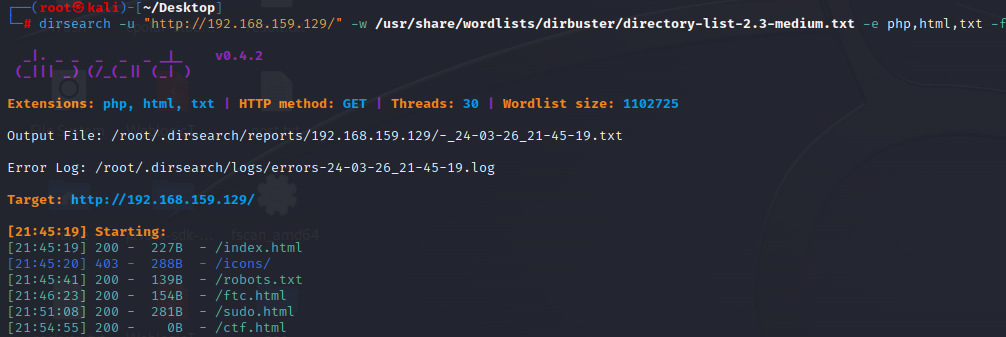 ┌──(root㉿kali)-[~/Desktop]
└─# dirsearch -u "http://192.168.159.129/" -w /usr/share/wordlists/dirbuster/directory-list-2.3-medium.txt -e php,html,txt -f
v0.4.2
Extensions: php, html, txt | HTTP method: GET | Threads: 30 | Wordlist size: 1102725
Output File: /root/.dirsearch/reports/192.168.159.129/-_24-03-26_21-45-19.txt
Error Log: /root/.dirsearch/logs/errors-24-03-26_21-45-19.log
Target: http://192.168.159.129/
[21:45:19] Starting:
[21:45:19] 200 - 227B - /index.html
[21:45:20] 403 - 288B - /icons/
[21:45:41] 200 - 139B - /robots.txt
[21:46:23] 200 - 154B - /ftc.html
[21:51:08] 200 - 281B - /sudo.html
[21:54:55] 200 - 0B - /ctf.html